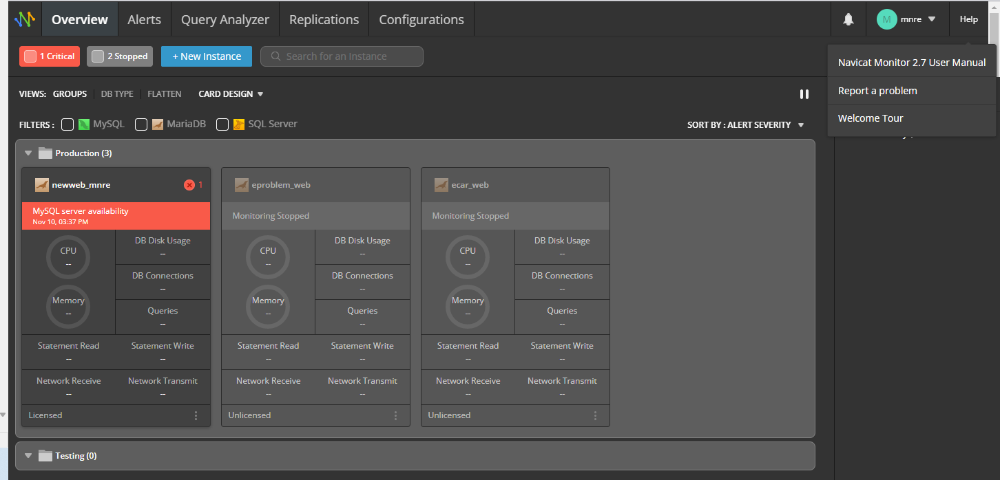 Overview Alerts Query Analyzer Replications Configurations M mnre Help
1 Critical 2 Stopped + New Instance Search for an Instance
Navicat Monitor 2.7 User Manual
Report a problem
Welcome Tour
VIEWS: GROUPS DB TYPE FLATTEN CARD DESIGN
FILTERS : MySQL MariaDB SQL Server SORT BY : ALERT SEVERITY
Production (3)
newweb_mnre 1
MySQL server availability
Nov 10, 03:37 PM
CPU
--
DB Disk Usage
--
DB Connections
--
Memory
--
Queries
--
Statement Read Statement Write
-- --
Network Receive Network Transmit
-- --
Licensed
eproblem_web
Monitoring Stopped
CPU
--
DB Disk Usage
--
DB Connections
--
Memory
--
Queries
--
Statement Read Statement Write
-- --
Network Receive Network Transmit
-- --
Unlicensed
ecar_web
Monitoring Stopped
CPU
--
DB Disk Usage
--
DB Connections
--
Memory
--
Queries
--
Statement Read Statement Write
-- --
Network Receive Network Transmit
-- --
Unlicensed
Testing (0)